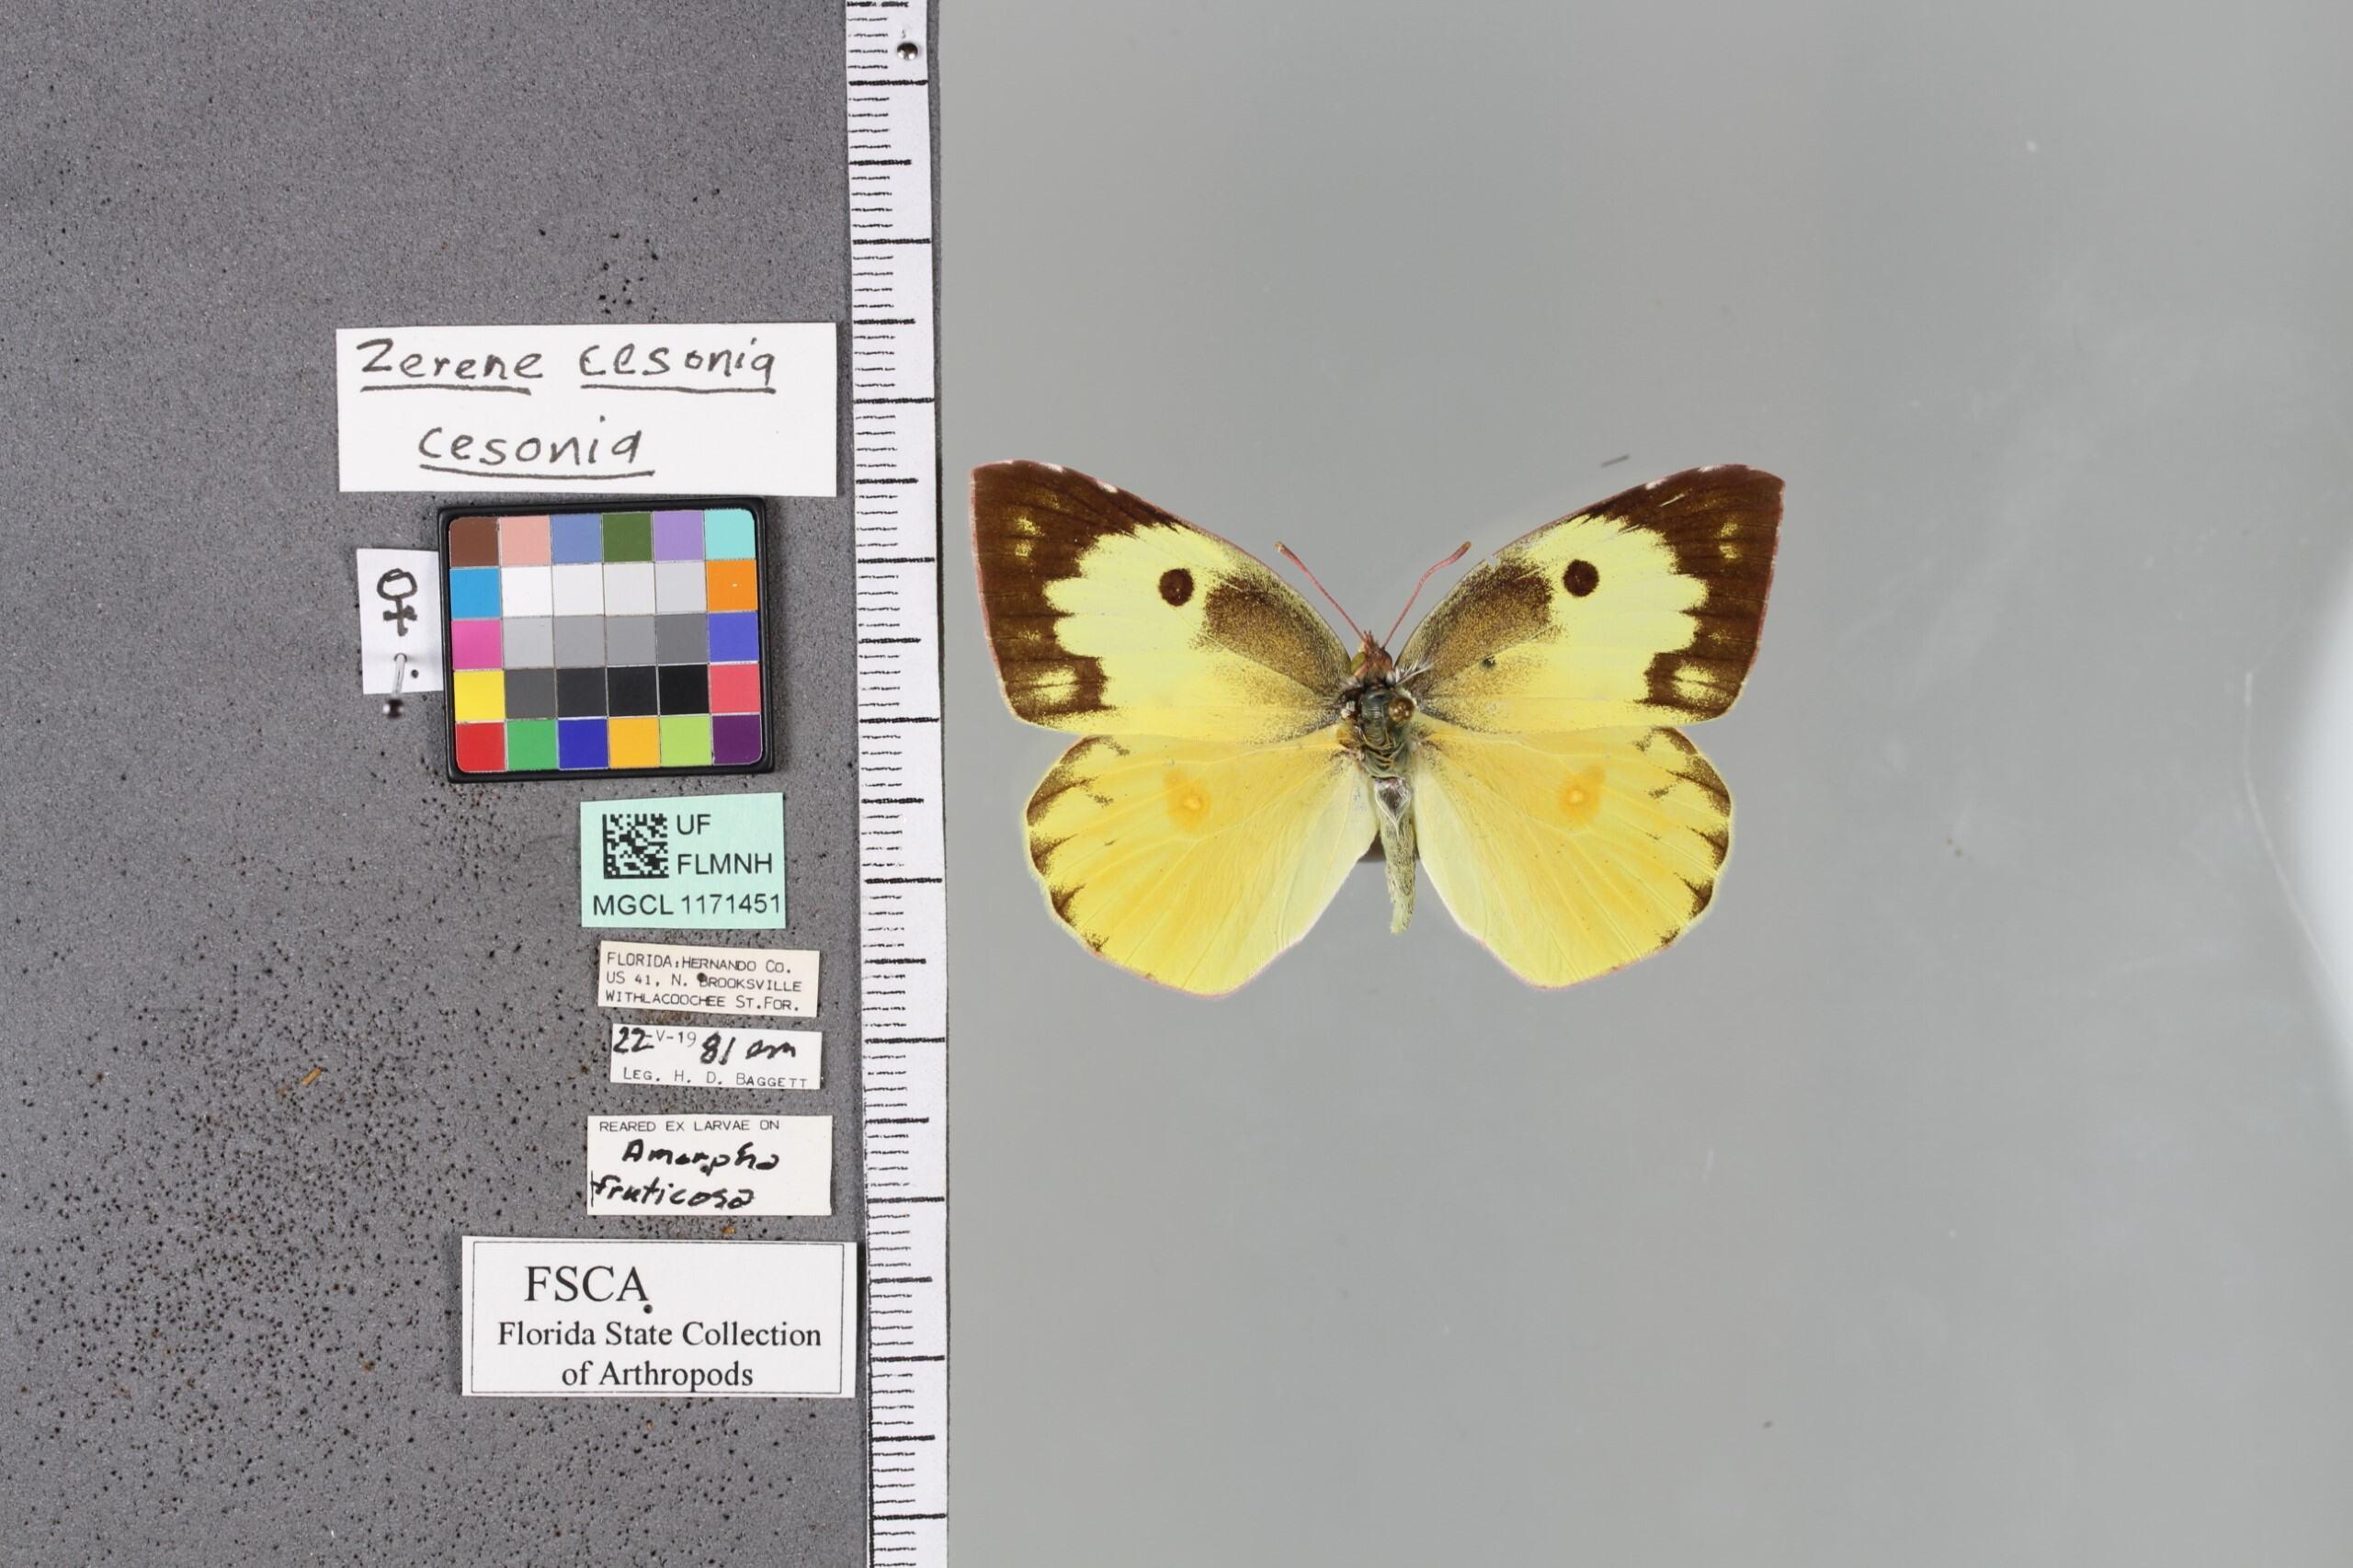 Zerene cesonia
cesonia
♀
UF
FLMNH
MGCL 1171451
FLORIDA: HERNANDO CO.
US 41, N. BROOKSVILLE
WITHLACOOCHEE ST. FOR.
22-V-1981 em
LEG. H. D. BAGGETT
REARED EX LARVAE ON
Amorpha
fruticosa
FSCA
Florida State Collection
of Arthropods